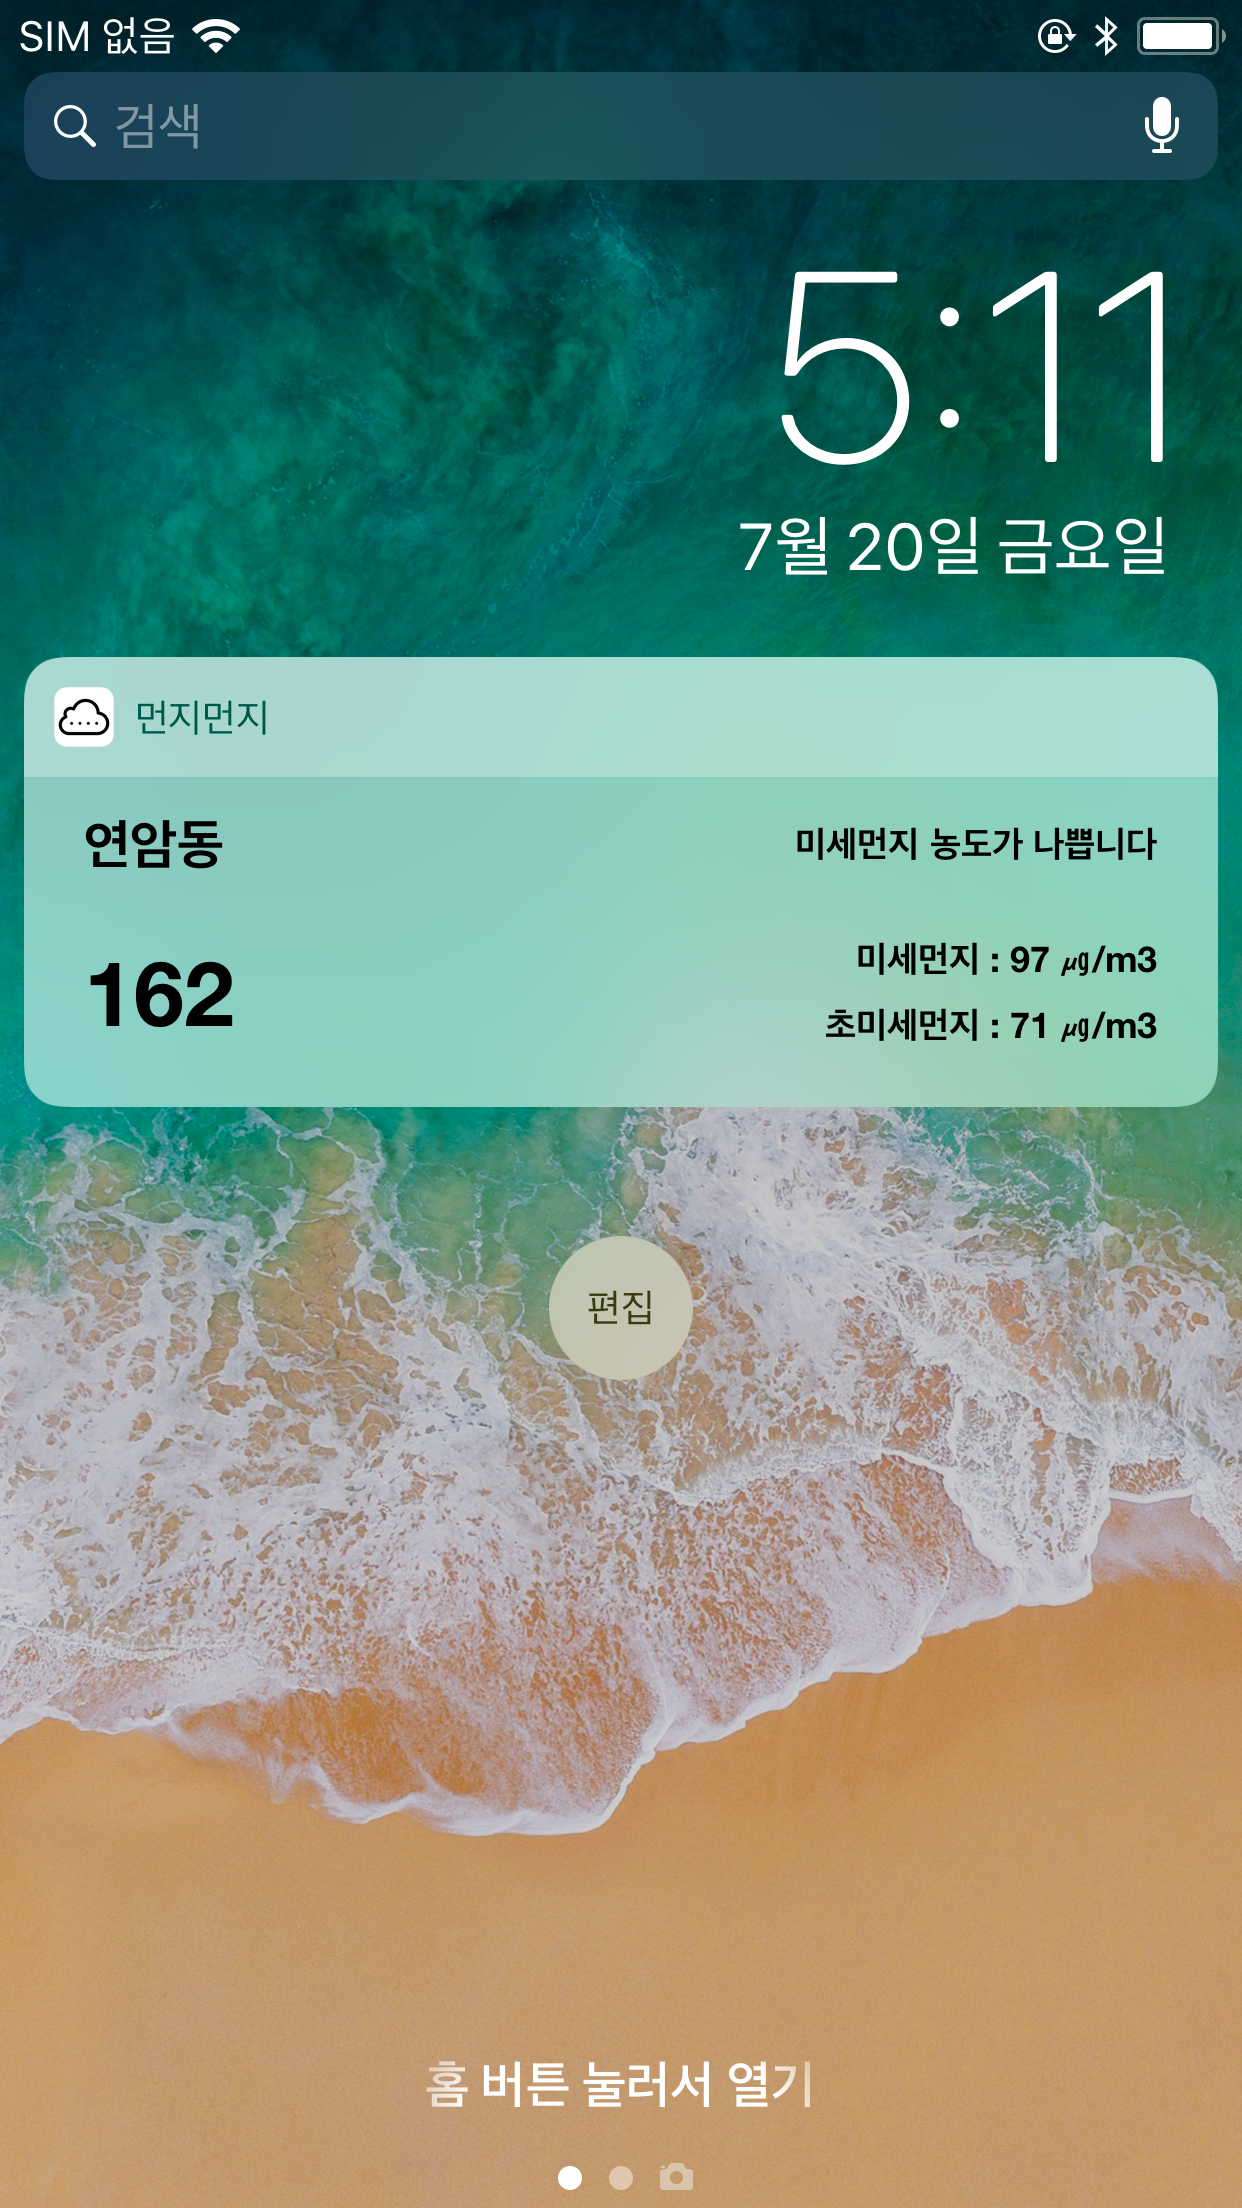 SIM 없음
검색
5:11
7월 20일 금요일
먼지먼지
연암동
미세먼지 농도가 나쁩니다
162
미세먼지 : 97 ㎍/m3
초미세먼지 : 71 ㎍/m3
편집
홈 버튼 눌러서 열기